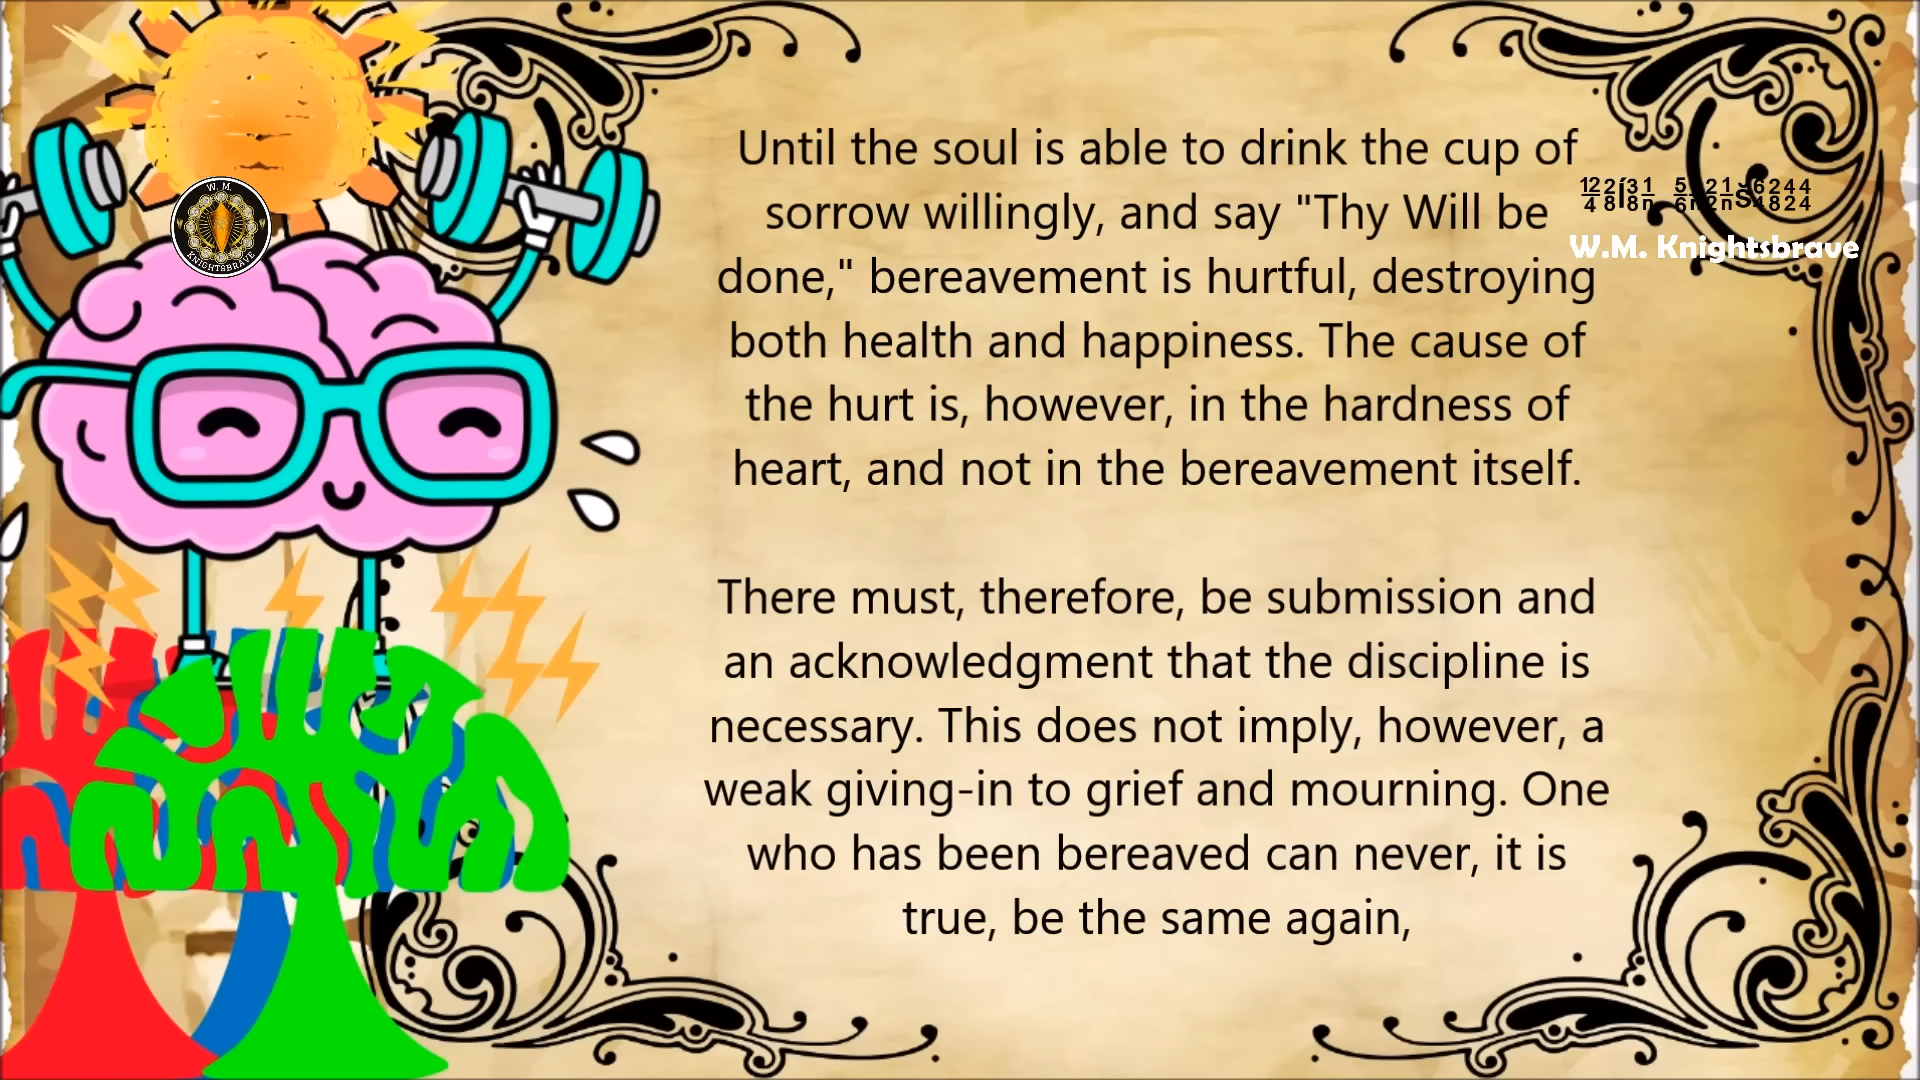 Until the soul is able to drink the cup of
sorrow willingly, and say "Thy Will be
done," bereavement is hurtful, destroying
both health and happiness. The cause of
the hurt is, however, in the hardness of
heart, and not in the bereavement itself.
There must, therefore, be submission and
an acknowledgment that the discipline is
necessary. This does not imply, however, a
weak giving-in to grief and mourning. One
who has been bereaved can never, it is
true, be the same again,
W.M. Knightsbrave
W. M.
KNIGHTSBRAVE